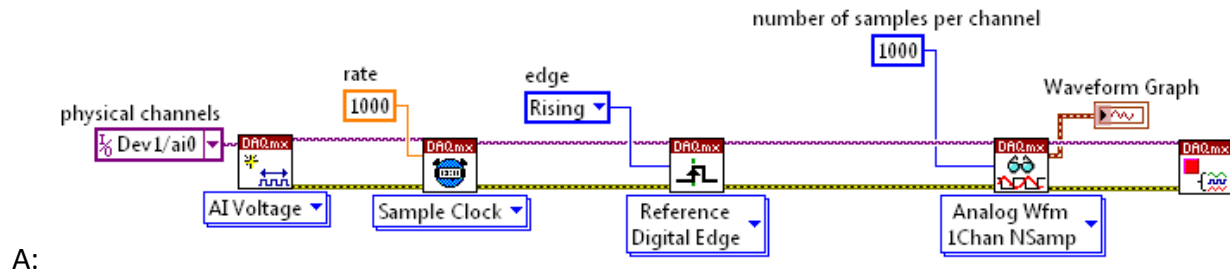 number of samples per channel
1000
rate
edge
Waveform Graph
physical channels
1000
Rising
I/O Dev1/ai0
DAQmx
DAQmx
DAQmx
DAQmx
DAQmx
AI Voltage
Sample Clock
Reference
Digital Edge
Analog Wfm
1Chan NSamp
A: